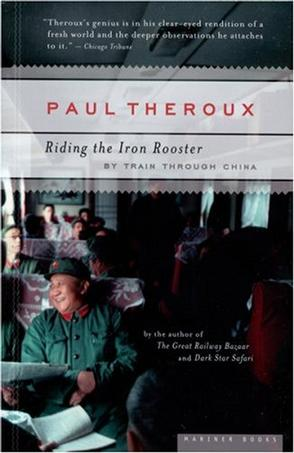 "Theroux's genius is in his clear-eyed rendition of a
fresh world and the deeper observations he attaches
to it." — Chicago Tribune
PAUL THEROUX
Riding the Iron Rooster
BY TRAIN THROUGH CHINA
by the author of
The Great Railway Bazaar
and Dark Star Safari
MARINER BOOKS